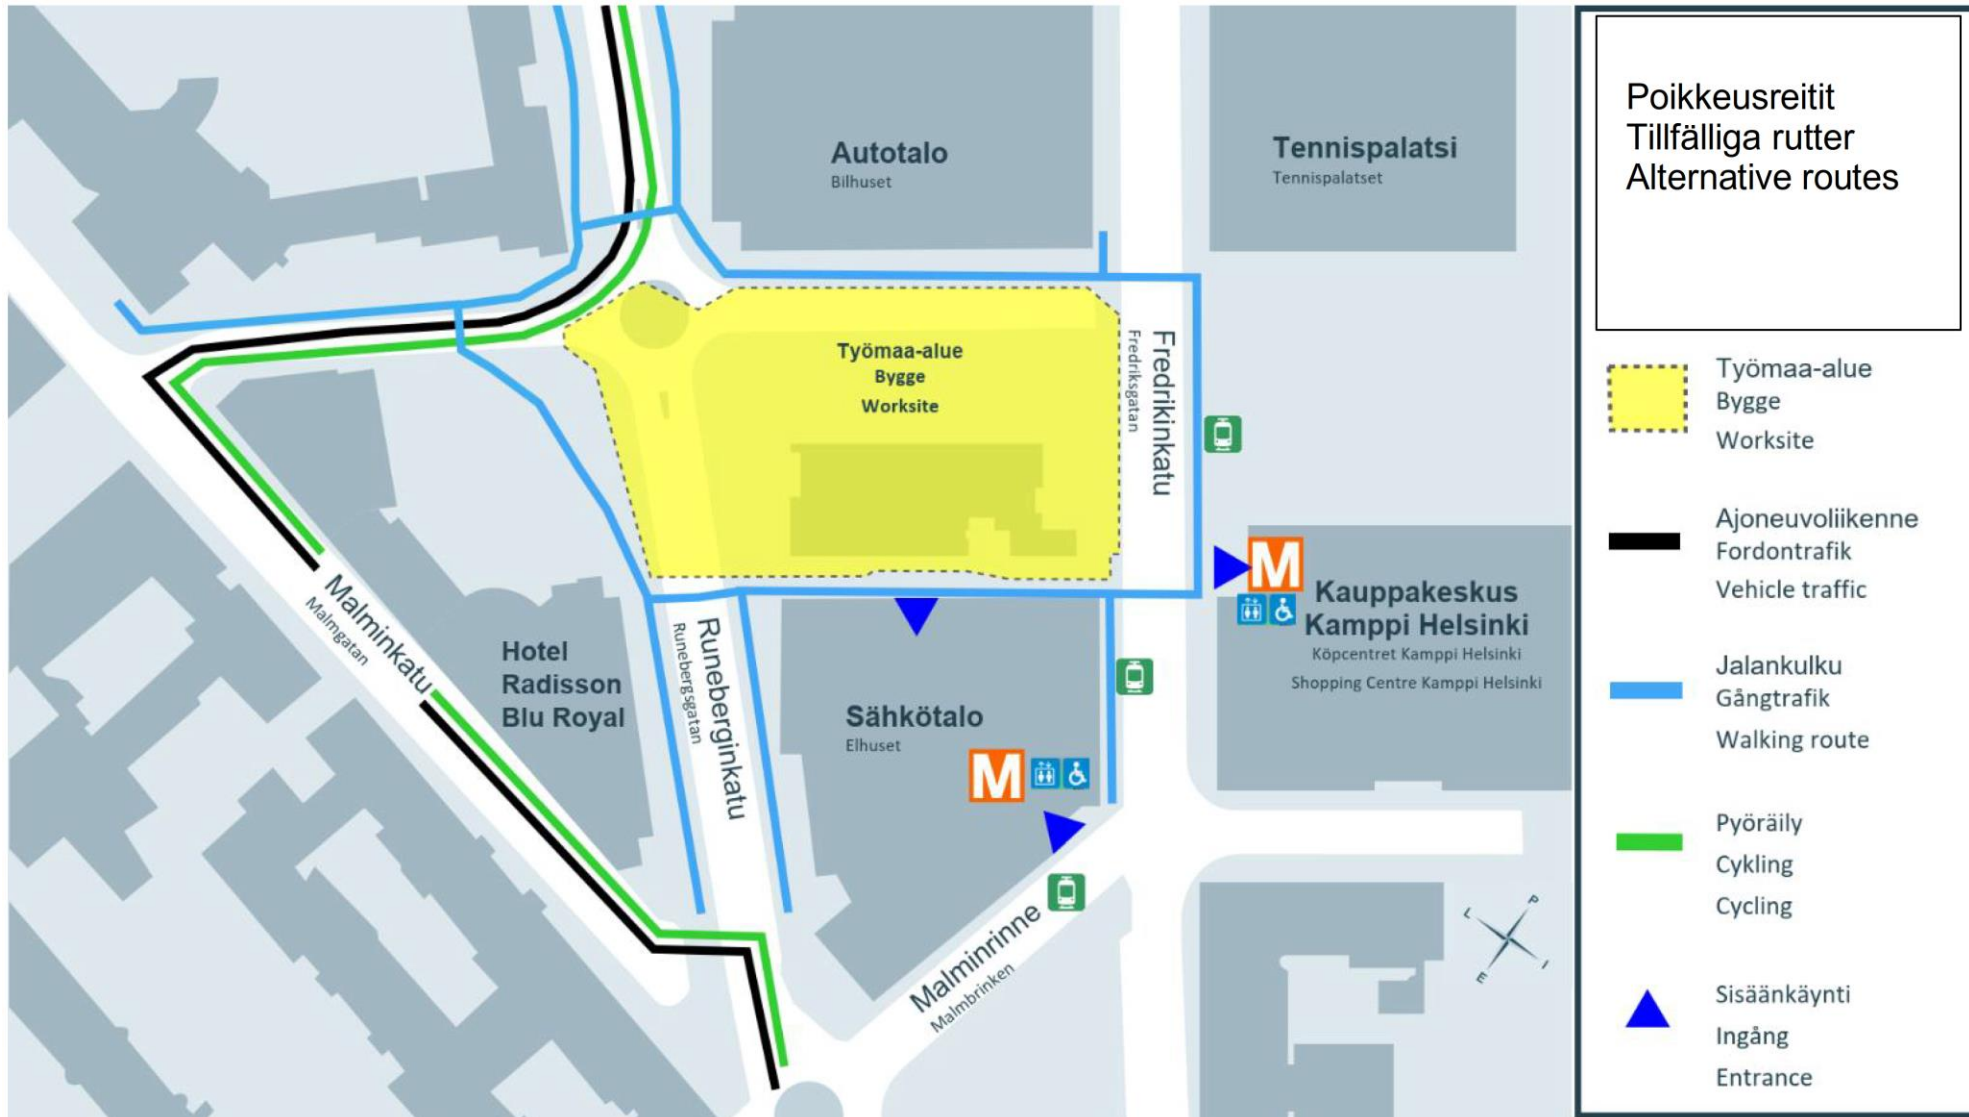 Poikkeusreitit
Tillfälliga rutter
Alternative routes
Autotalo
Bilhuset
Tennispalatsi
Tennispalatset
Työmaa-alue
Bygge
Worksite
Fredrikinkatu
Fredriksgatan
M
Kauppakeskus
Kamppi Helsinki
Köpcentret Kamppi Helsinki
Shopping Centre Kamppi Helsinki
Malminkatu
Malmgatan
Hotel
Radisson
Blu Royal
Runeberginkatu
Runebergsgatan
Sähkötalo
Elhuset
M
Malminrinne
Malmbrinken
L
P
E
I
Työmaa-alue
Bygge
Worksite
Ajoneuvoliikenne
Fordontrafik
Vehicle traffic
Jalankulku
Gångtrafik
Walking route
Pyöräily
Cykling
Cycling
Sisäänkäynti
Ingång
Entrance